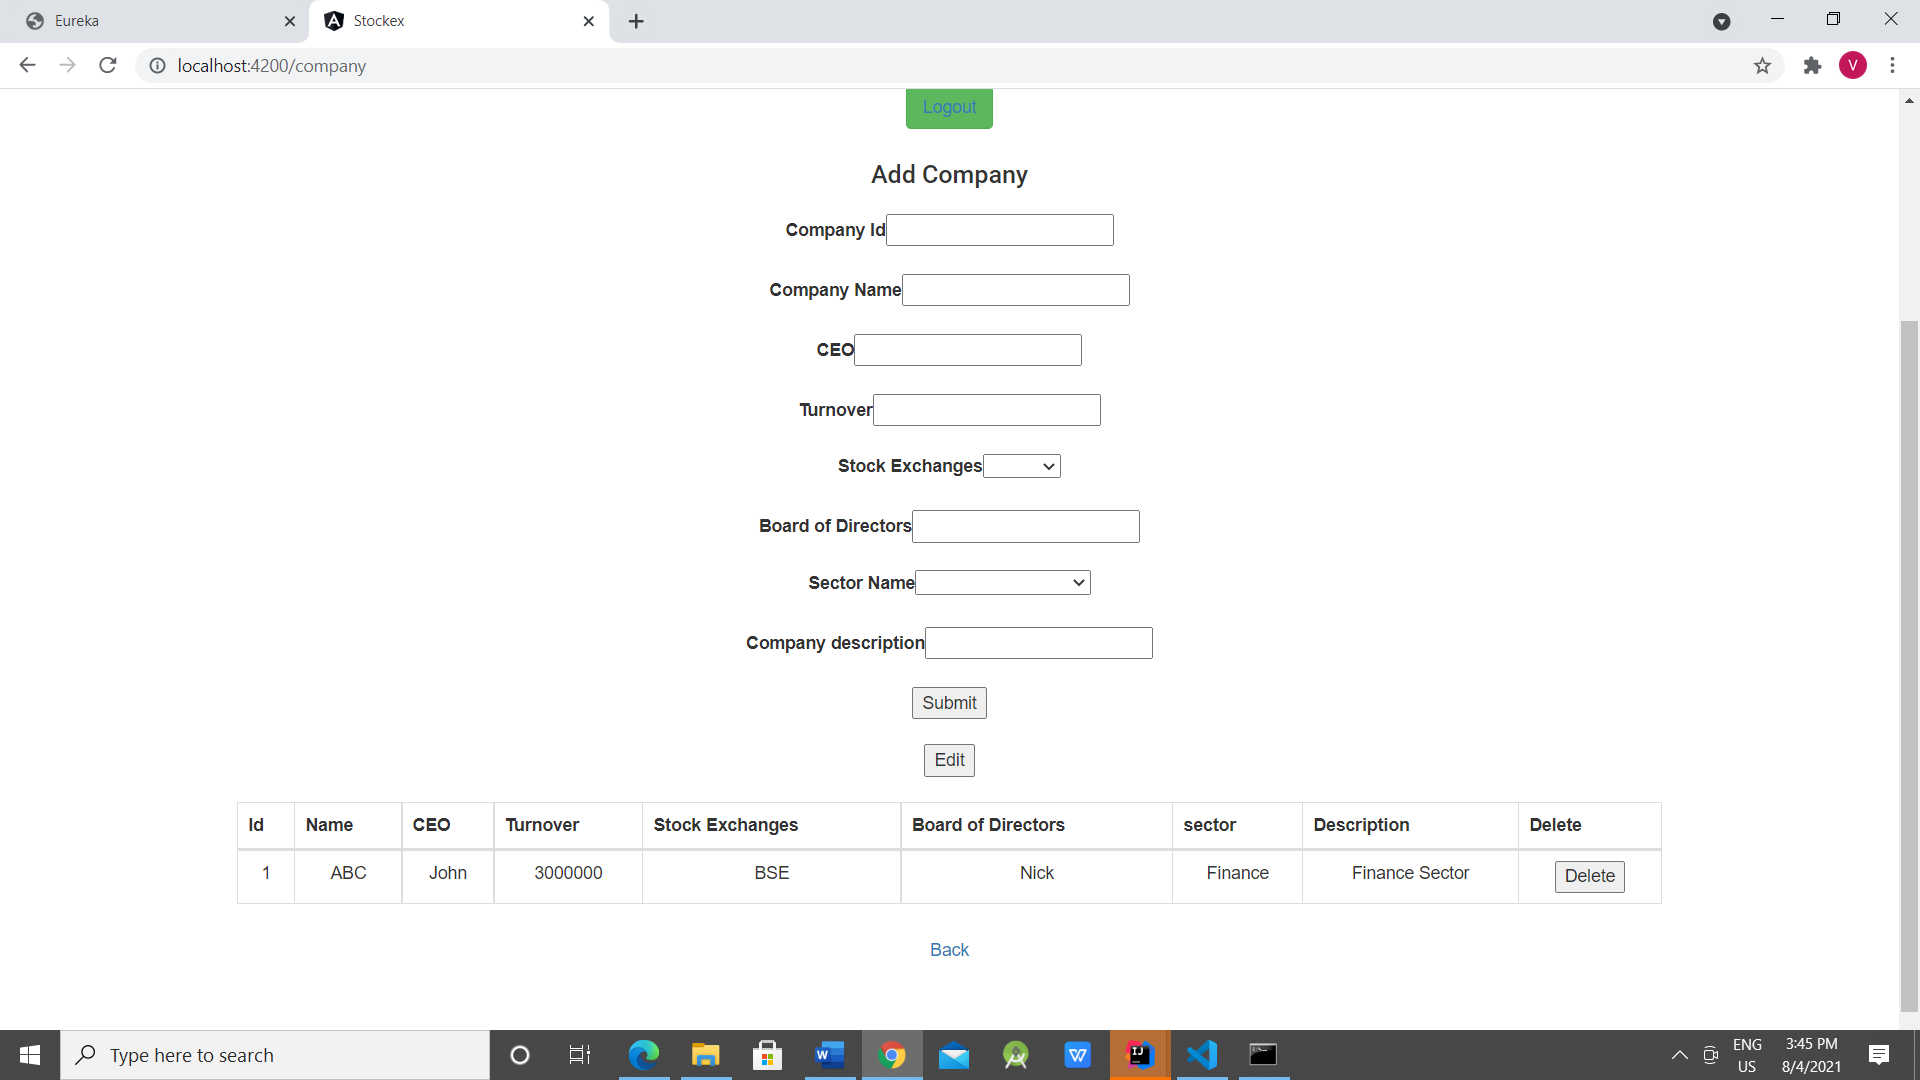 Eureka
Stockex
localhost:4200/company
V
Logout
Add Company
Company Id
Company Name
CEO
Turnover
Stock Exchanges
Board of Directors
Sector Name
Company description
Submit
Edit
Id Name CEO Turnover Stock Exchanges Board of Directors sector Description Delete
1 ABC John 3000000 BSE Nick Finance Finance Sector Delete
Back
Type here to search
W
W
IJ
ENG
US
3:45 PM
8/4/2021